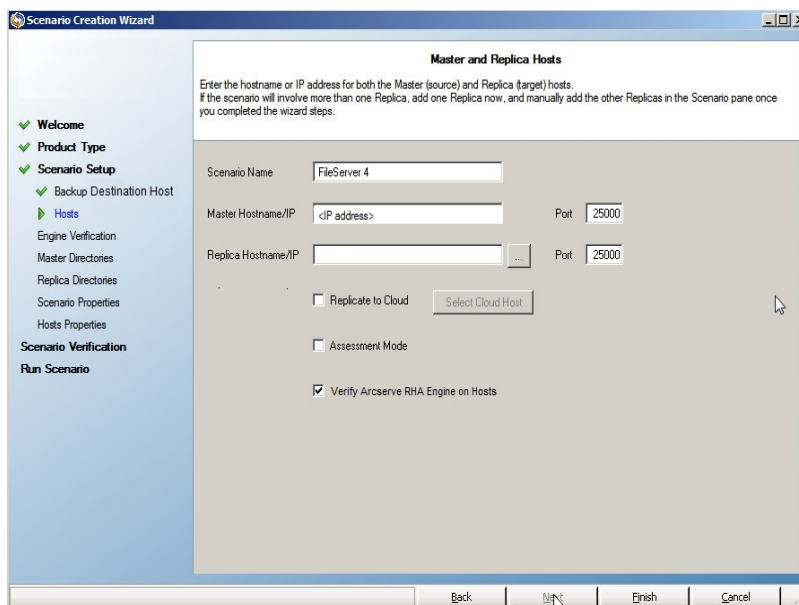 Scenario Creation Wizard
Master and Replica Hosts
Enter the hostname or IP address for both the Master (source) and Replica (target) hosts.
If the scenario will involve more than one Replica, add one Replica now, and manually add the other Replicas in the Scenario pane once
you completed the wizard steps.
Welcome
Product Type
Scenario Setup
Backup Destination Host
Hosts
Engine Verification
Master Directories
Replica Directories
Scenario Properties
Hosts Properties
Scenario Verification
Run Scenario
Scenario Name FileServer 4
Master Hostname/IP <IP address> Port 25000
Replica Hostname/IP ... Port 25000
Replicate to Cloud Select Cloud Host
Assessment Mode
Verify Arcserve RHA Engine on Hosts
Back Next Finish Cancel